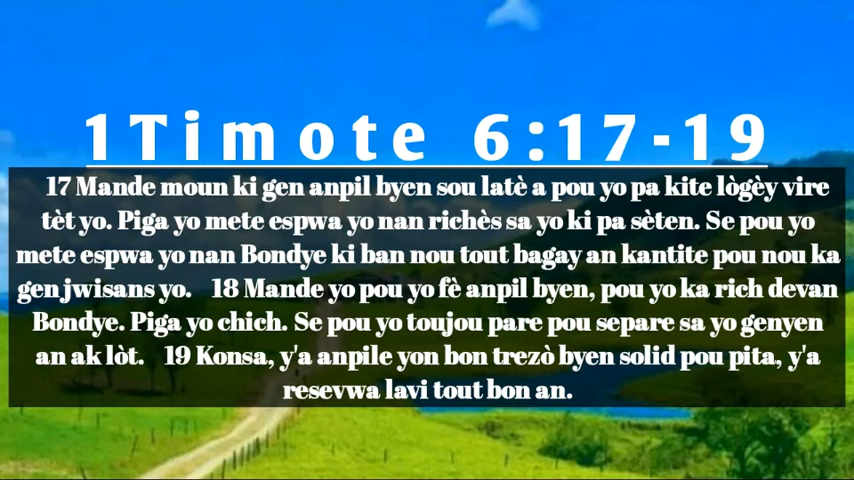 1Timote 6:17-19
17 Mande moun ki gen anpil byen sou latè a pou yo pa kite lògèy vire
tèt yo. Piga yo mete espwa yo nan richès sa yo ki pa sèten. Se pou yo
mete espwa yo nan Bondye ki ban nou tout bagay an kantite pou nou ka
gen jwisans yo. 18 Mande yo pou yo fè anpil byen, pou yo ka rich devan
Bondye. Piga yo chich. Se pou yo toujou pare pou separe sa yo genyen
an ak lòt. 19 Konsa, y'a anpile yon bon trezò byen solid pou pita, y'a
resevwa lavi tout bon an.